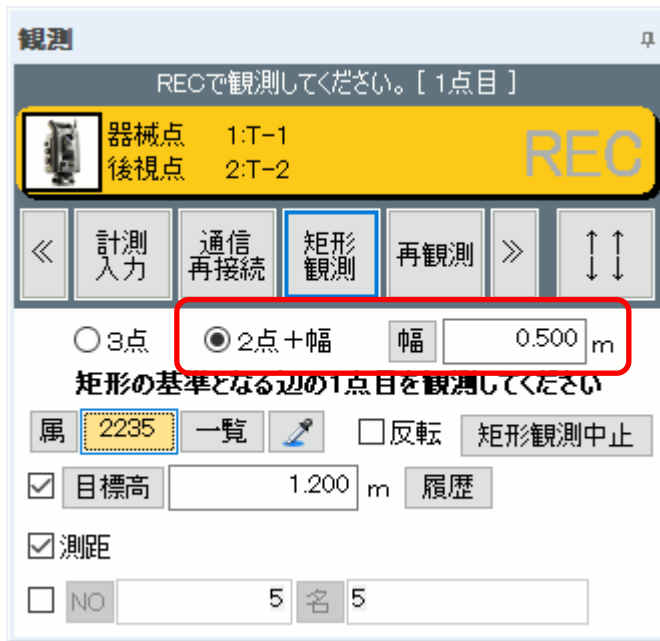 観測
RECで観測してください。[ 1点目 ]
器械点 1:T-1
後視点 2:T-2
REC
≪ 計測入力 通信再接続 矩形観測 再観測 ≫ ↑↑↓↓
3点 2点+幅 幅 0.500 m
矩形の基準となる辺の1点目を観測してください
属 2235 一覧 反転 矩形観測中止
目標高 1.200 m 履歴
測距
NO 5 名 5